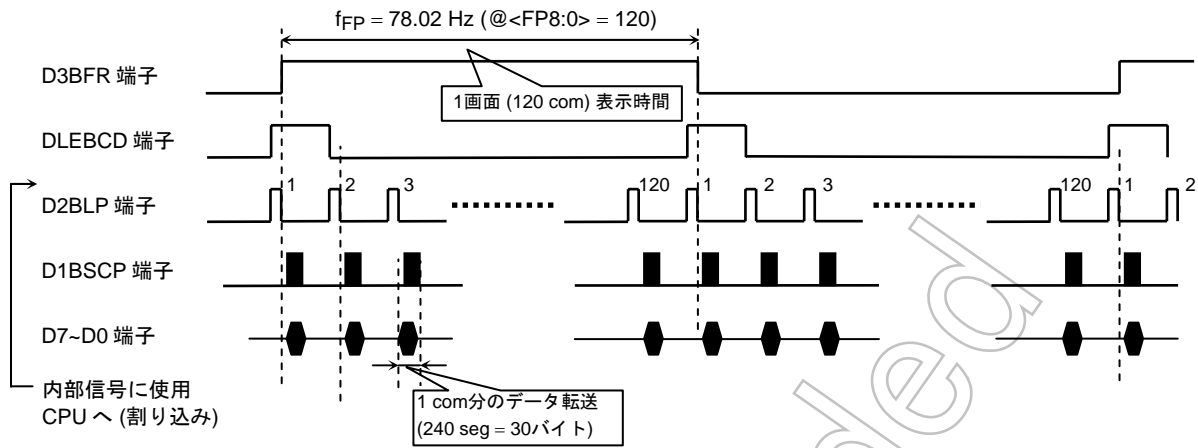 fFP = 78.02 Hz (@<FP8:0> = 120)
D3BFR 端子
1画面 (120 com) 表示時間
DLEBCD 端子
D2BLP 端子
1 2 3 120 1 2 3 120 1 2
D1BSCP 端子
D7~D0 端子
内部信号に使用
CPU へ (割り込み)
1 com分のデータ転送
(240 seg = 30バイト)
ded